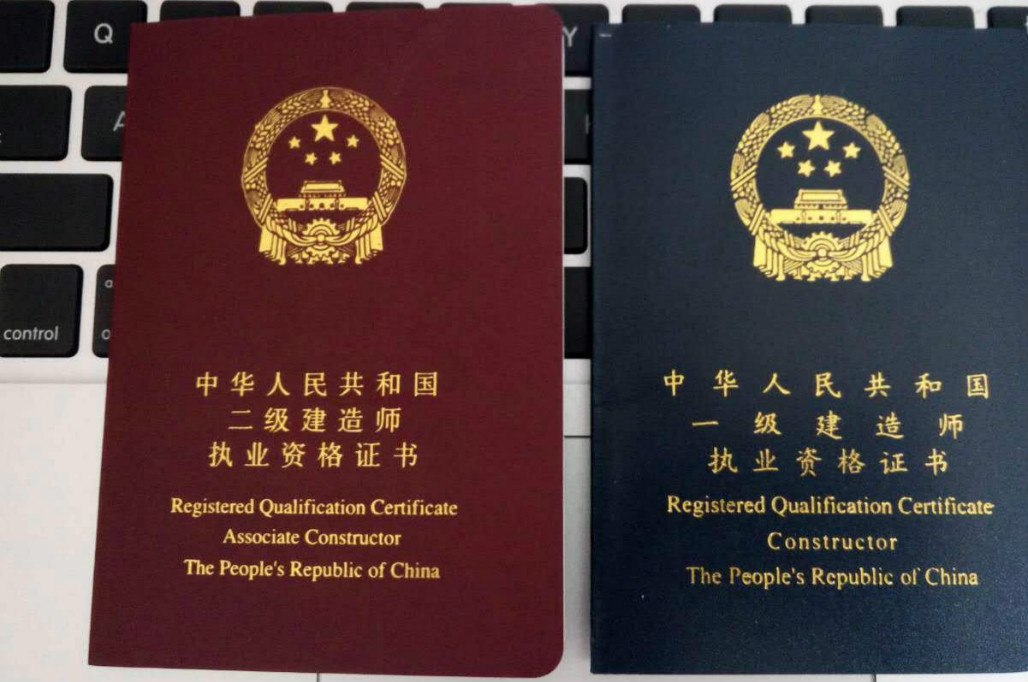 Q
Y
A
control
中华人民共和国
二级建造师
执业资格证书
Registered Qualification Certificate
Associate Constructor
The People's Republic of China
中华人民共和国
一级建造师
执业资格证书
Registered Qualification Certificate
Constructor
The People's Republic of China